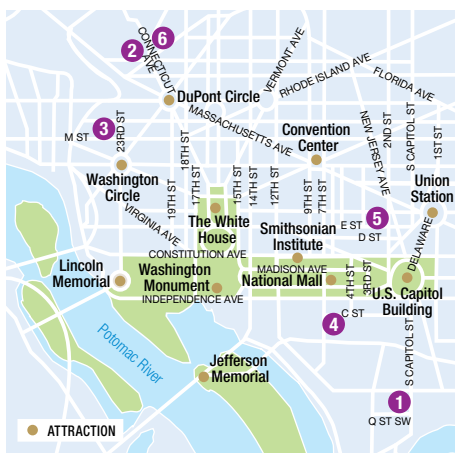 6
2
CONNECTICUT
AVE
VERMONT AVE
RHODE ISLAND AVE
FLORIDA AVE
DuPont Circle
MASSACHUSETTS AVE
3
M ST
23RD ST
Convention
Center
NEW JERSEY AVE
2ND ST
S CAPITOL ST
1ST ST
Washington
Circle
18TH ST
19TH ST
17TH ST
15TH ST
14TH ST
12TH ST
9TH ST
7TH ST
Union
Station
VIRGINIA AVE
The White
House
5
E ST
D ST
Smithsonian
Institute
DELAWARE
CONSTITUTION AVE
Lincoln
Memorial
Washington
Monument
MADISON AVE
National Mall
INDEPENDENCE AVE
4TH ST
3RD ST
U.S. Capitol
Building
4
C ST
Potomac River
S CAPITOL ST
Jefferson
Memorial
1
Q ST SW
ATTRACTION